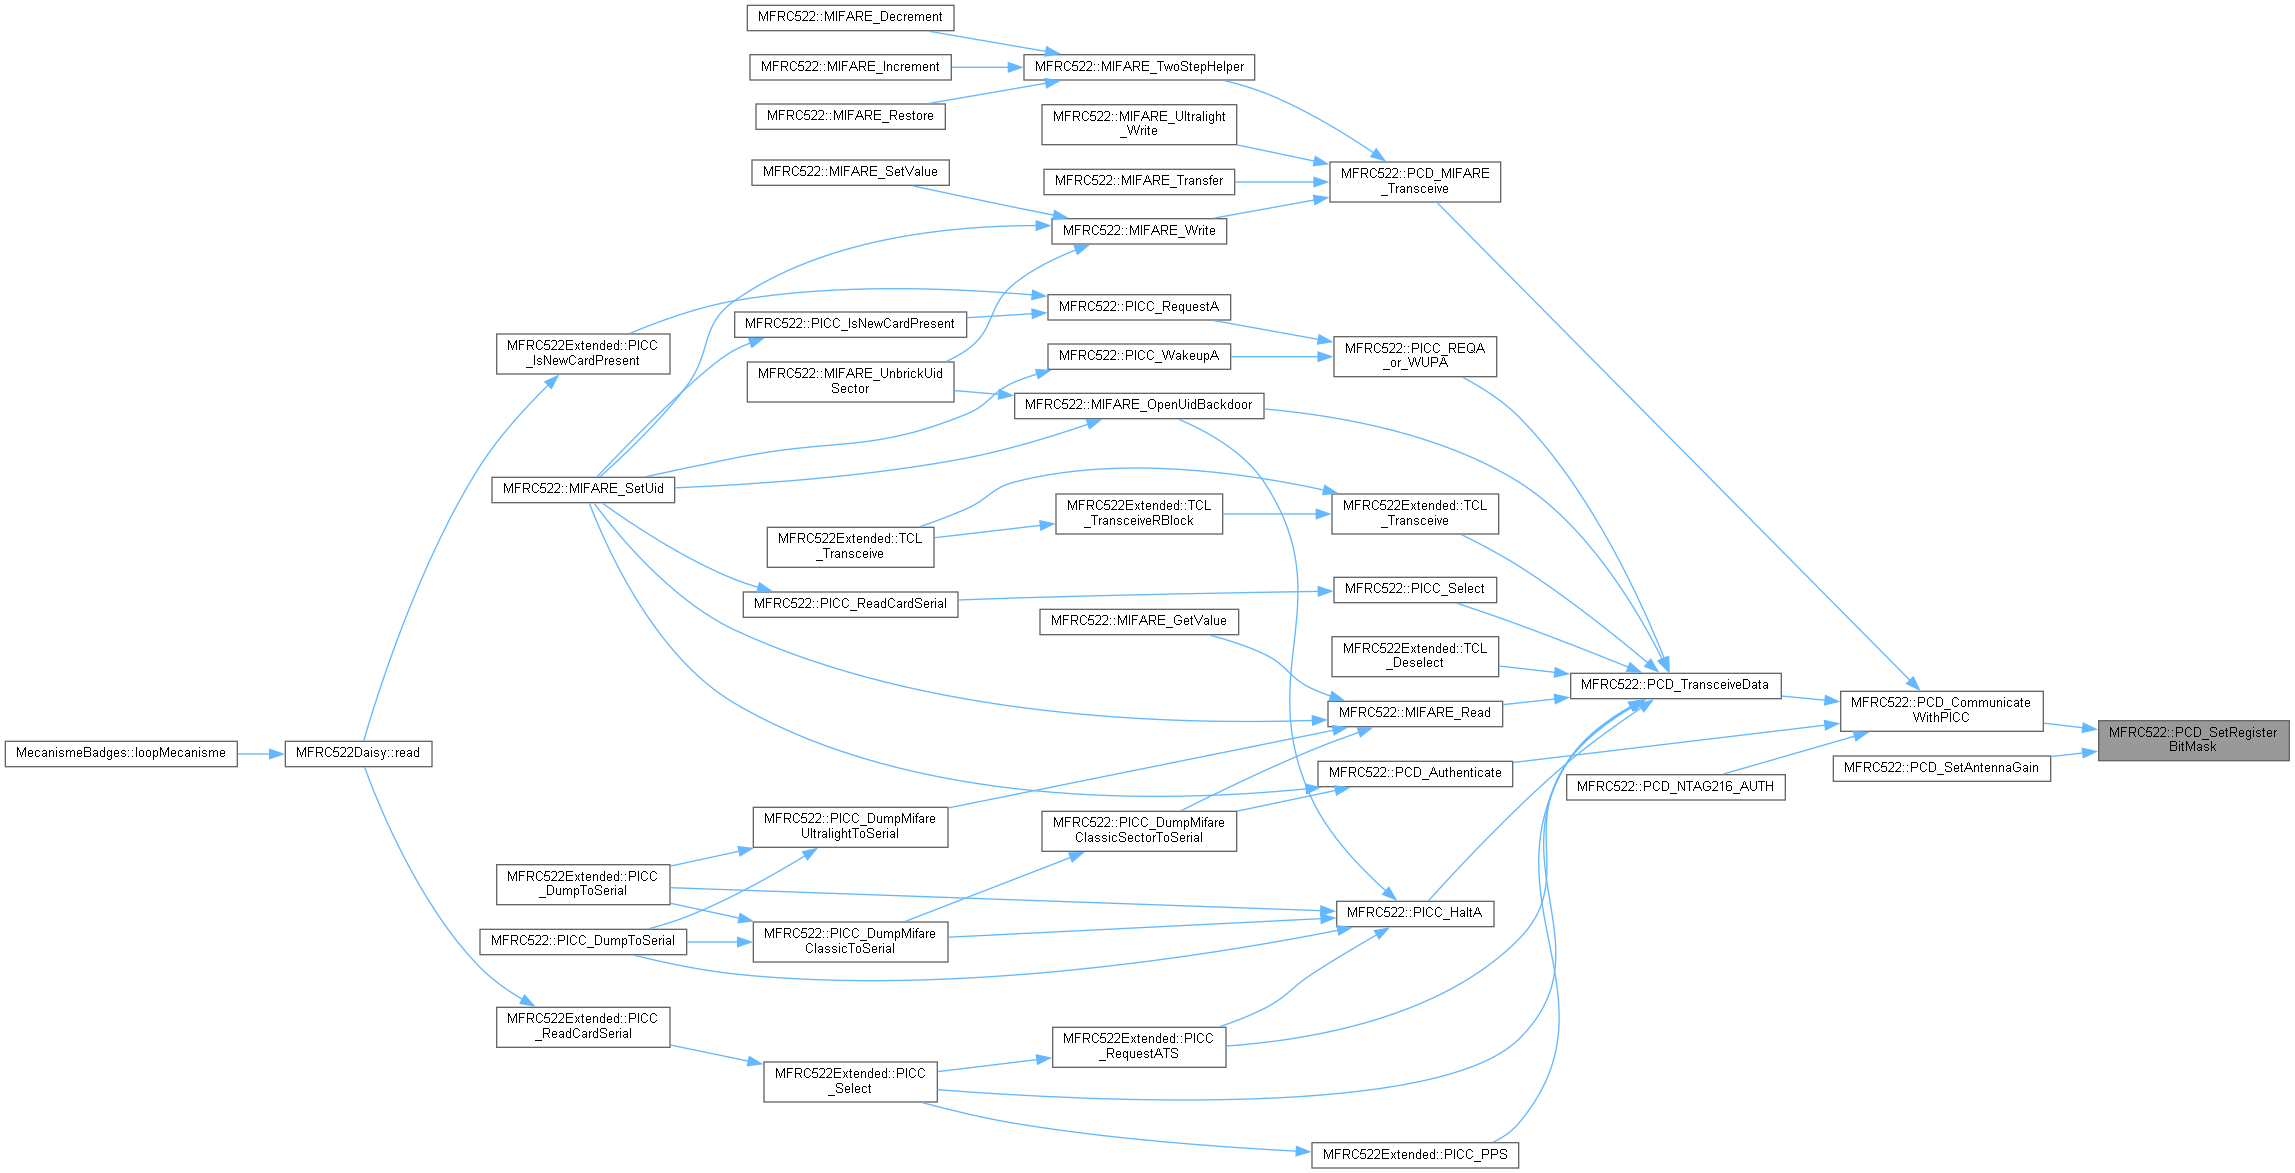 MFRC522::MIFARE_Decrement
MFRC522::MIFARE_Increment
MFRC522::MIFARE_TwoStepHelper
MFRC522::MIFARE_Restore
MFRC522::MIFARE_Ultralight
_Write
MFRC522::MIFARE_SetValue
MFRC522::MIFARE_Transfer
MFRC522::PCD_MIFARE
_Transceive
MFRC522::MIFARE_Write
MFRC522::PICC_RequestA
MFRC522::PICC_IsNewCardPresent
MFRC522Extended::PICC
_IsNewCardPresent
MFRC522::PICC_WakeupA
MFRC522::PICC_REQA
_or_WUPA
MFRC522::MIFARE_UnbrickUid
Sector
MFRC522::MIFARE_OpenUidBackdoor
MFRC522::MIFARE_SetUid
MFRC522Extended::TCL
_TransceiveRBlock
MFRC522Extended::TCL
_Transceive
MFRC522Extended::TCL
_Transceive
MFRC522::PICC_ReadCardSerial
MFRC522::PICC_Select
MFRC522::MIFARE_GetValue
MFRC522Extended::TCL
_Deselect
MFRC522::PCD_TransceiveData
MFRC522::MIFARE_Read
MFRC522::PCD_Communicate
WithPICC
MFRC522::PCD_SetRegister
BitMask
MecanismeBadges::loopMecanisme
MFRC522Daisy::read
MFRC522::PCD_Authenticate
MFRC522::PCD_SetAntennaGain
MFRC522::PCD_NTAG216_AUTH
MFRC522::PICC_DumpMifare
UltralightToSerial
MFRC522::PICC_DumpMifare
ClassicSectorToSerial
MFRC522Extended::PICC
_DumpToSerial
MFRC522::PICC_HaltA
MFRC522::PICC_DumpToSerial
MFRC522::PICC_DumpMifare
ClassicToSerial
MFRC522Extended::PICC
_ReadCardSerial
MFRC522Extended::PICC
_RequestATS
MFRC522Extended::PICC
_Select
MFRC522Extended::PICC_PPS